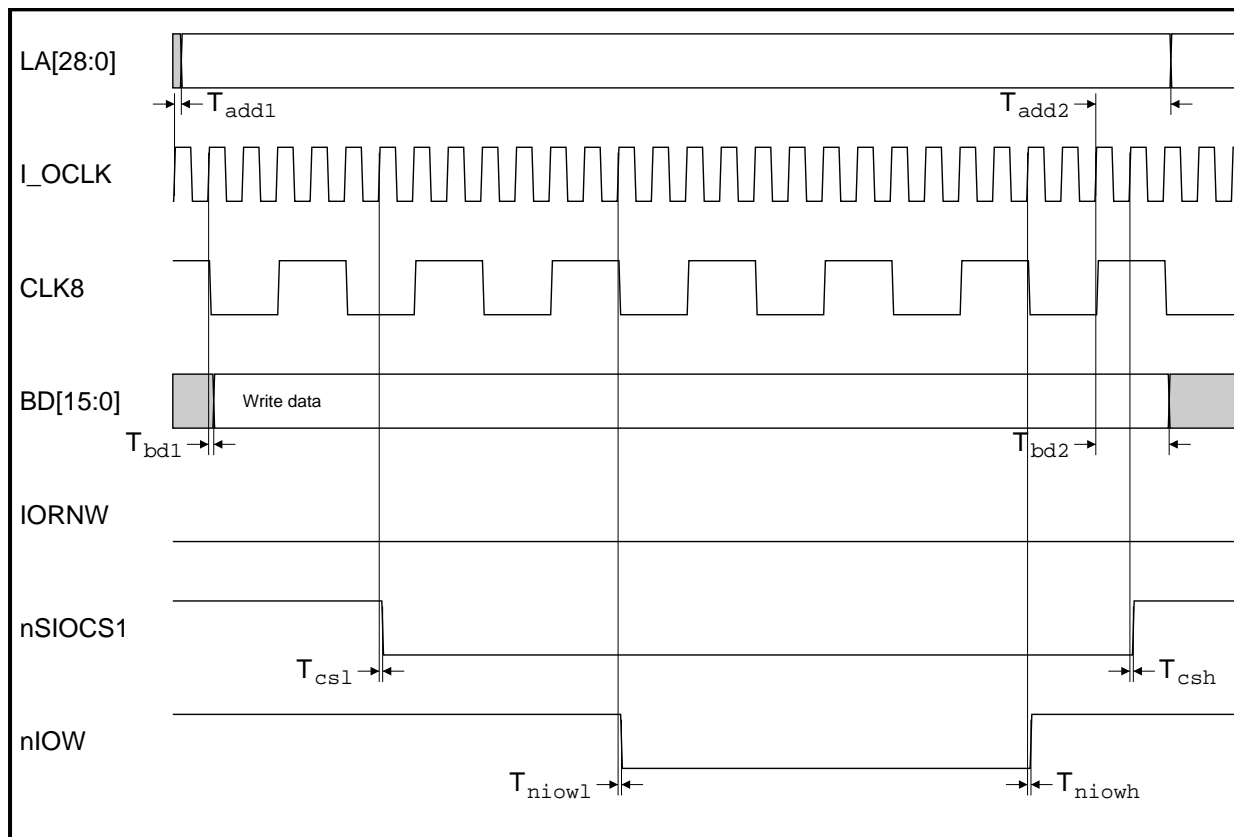 LA[28:0]
Tadd1
Tadd2
I_OCLK
CLK8
BD[15:0]
Write data
Tbd1
Tbd2
IORNW
nSIOCS1
Tcsl
Tcsh
nIOW
Tniowl
Tniowh